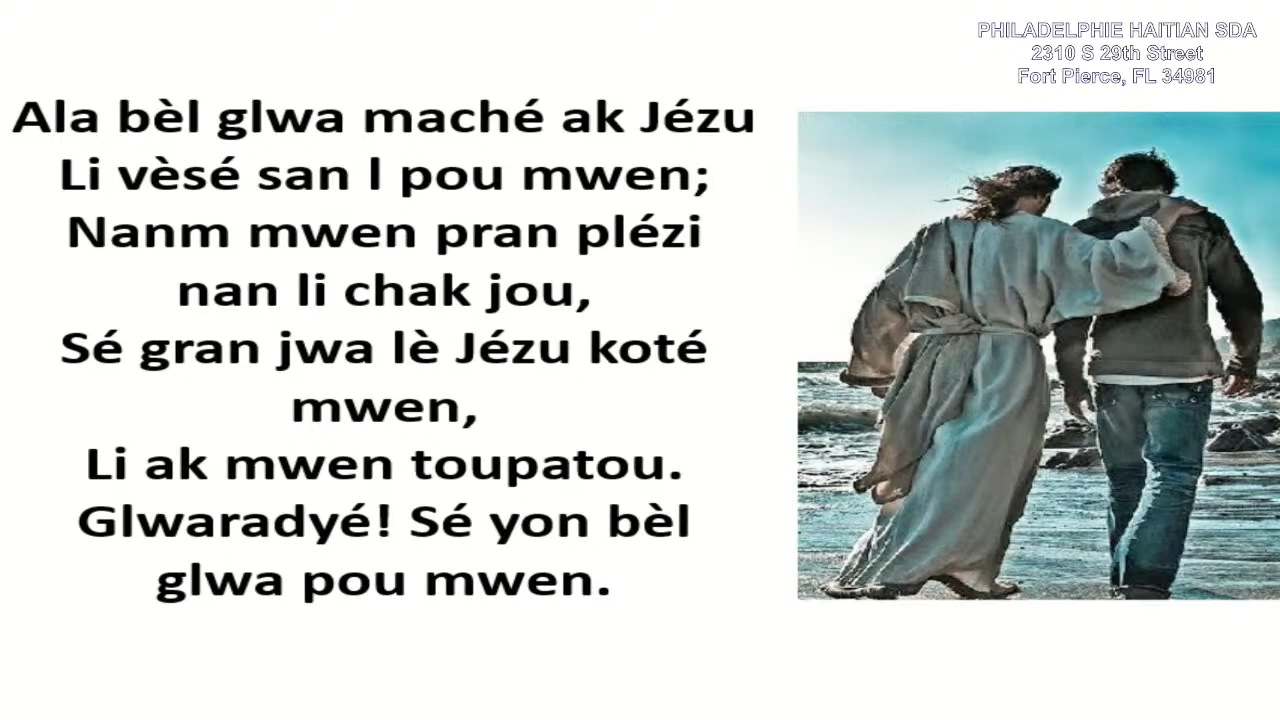 PHILADELPHIE HAITIAN SDA
2310 S 29th Street
Fort Pierce, FL 34981
Ala bèl glwa maché ak Jézu
Li vèsé san l pou mwen;
Nanm mwen pran plézi
nan li chak jou,
Sé gran jwa lè Jézu koté
mwen,
Li ak mwen toupatou.
Glwaradyé! Sé yon bèl
glwa pou mwen.